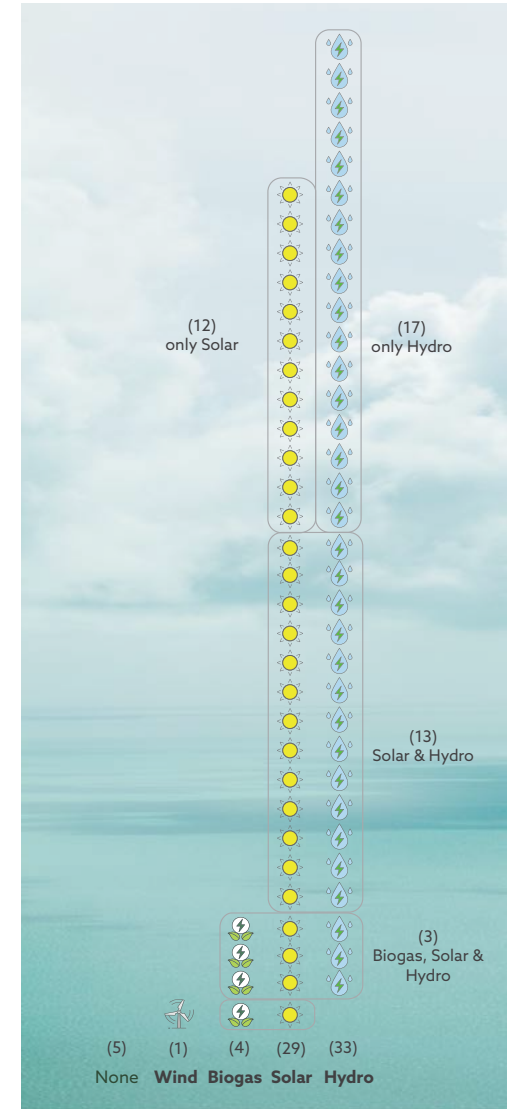 (12)
only Solar
(17)
only Hydro
(13)
Solar & Hydro
(3)
Biogas, Solar &
Hydro
(5) (1) (4) (29) (33)
None Wind Biogas Solar Hydro